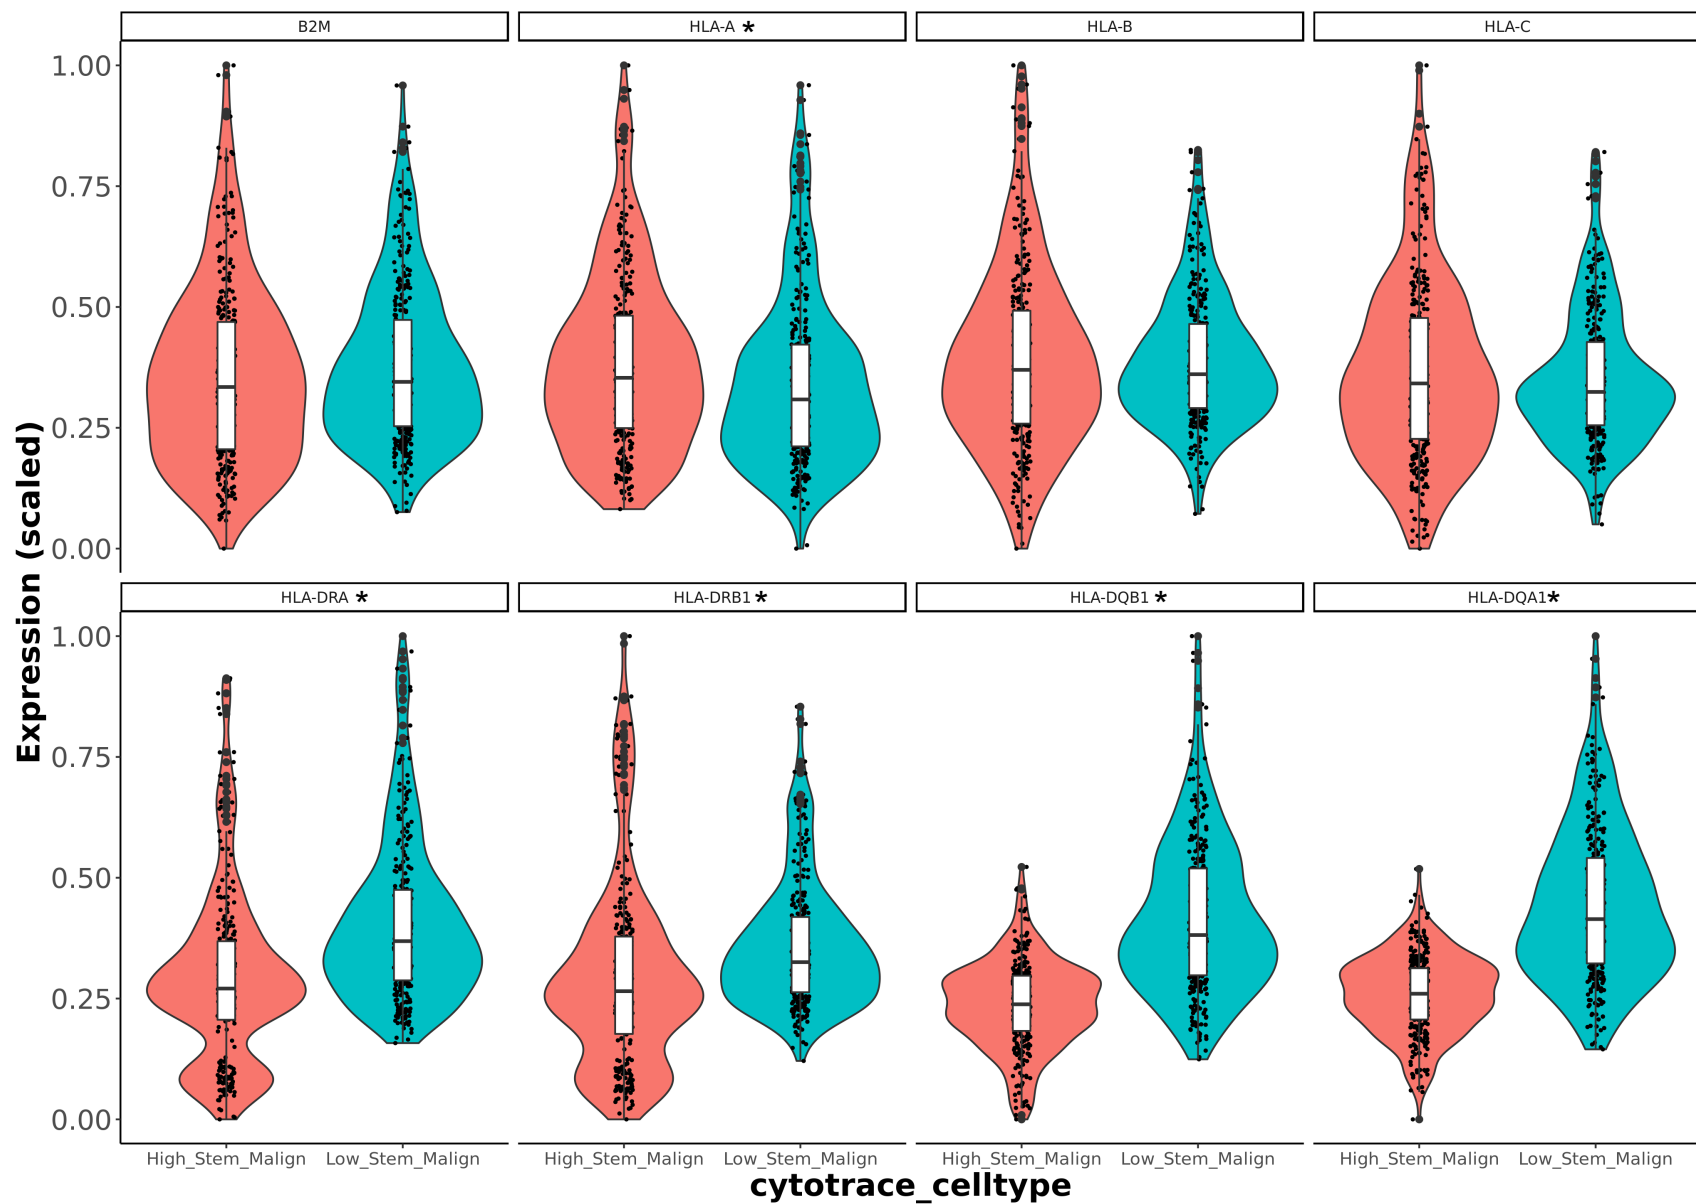 B2M
HLA-A *
HLA-B
HLA-C
1.00
0.75
0.50
0.25
0.00
HLA-DRA *
HLA-DRB1 *
HLA-DQB1 *
HLA-DQA1*
1.00
0.75
0.50
0.25
0.00
Expression (scaled)
High_Stem_Malign
Low_Stem_Malign
High_Stem_Malign
Low_Stem_Malign
High_Stem_Malign
Low_Stem_Malign
High_Stem_Malign
Low_Stem_Malign
cytotrace_celltype